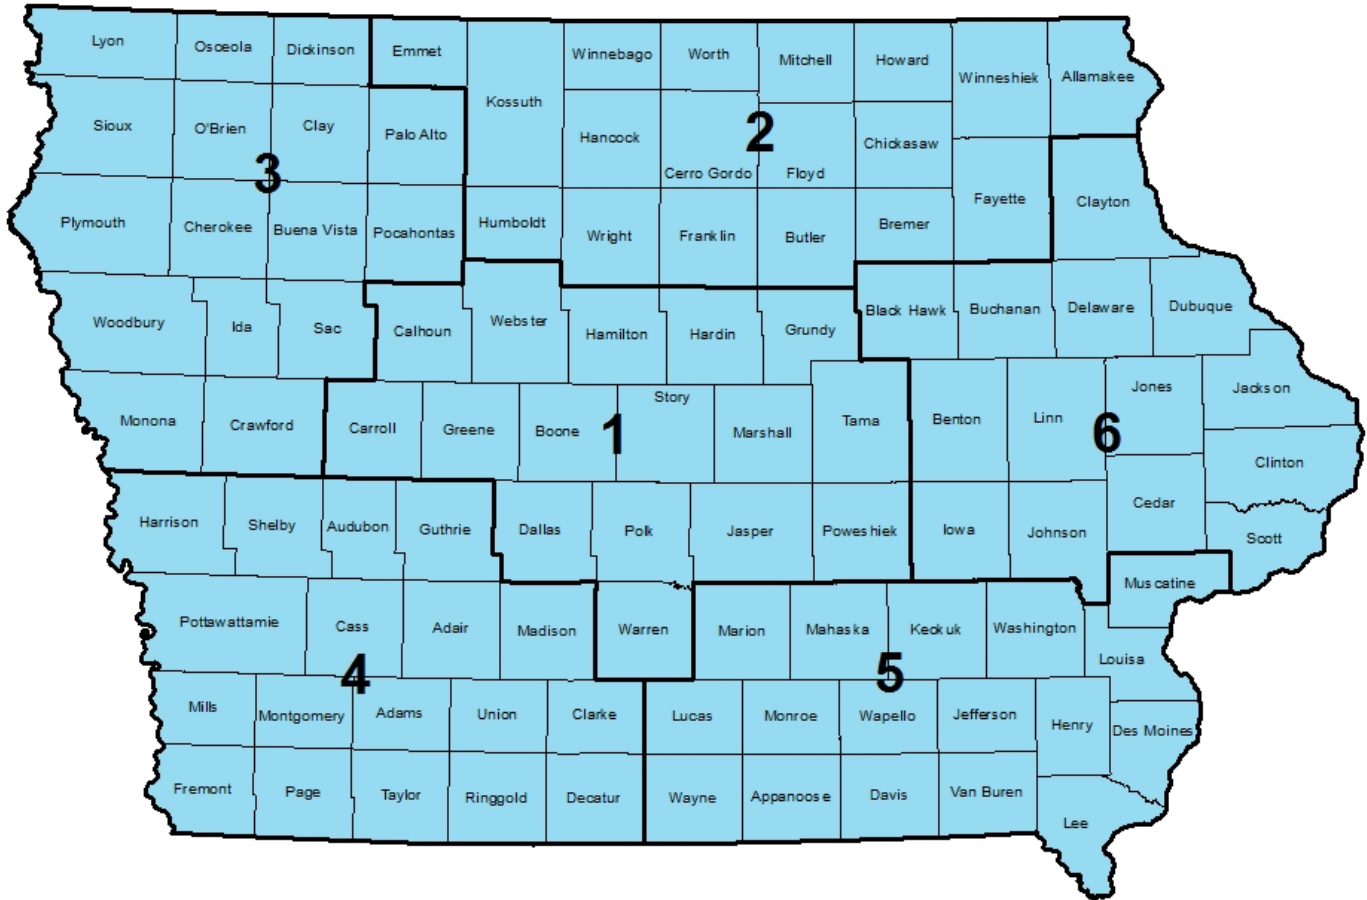 Lyon Osceola Dickinson Emmet Winnebago Worth Mitchell Howard Winneshiek Allamakee
Kossuth
Sioux O'Brien Clay Palo Alto Hancock 2 Chickasaw
3 Cerro Gordo Floyd
Fayette Clayton
Plymouth Cherokee Buena Vista Pocahontas Humboldt Wright Franklin Butler Bremer
Woodbury Ida Sac Calhoun Webster Hamilton Hardin Grundy Black Hawk Buchanan Delaware Dubuque
Monona Crawford Carroll Greene Boone 1 Story Marshall Tama Benton Linn 6 Jones Jackson
Clinton
Harrison Shelby Audubon Guthrie Dallas Polk Jasper Poweshiek Iowa Johnson Cedar Scott
Muscatine
Pottawattamie Cass Adair Madison Warren Marion Mahaska Keokuk Washington
4 5 Louisa
Mills Montgomery Adams Union Clarke Lucas Monroe Wapello Jefferson Henry Des Moines
Fremont Page Taylor Ringgold Decatur Wayne Appanoose Davis Van Buren
Lee